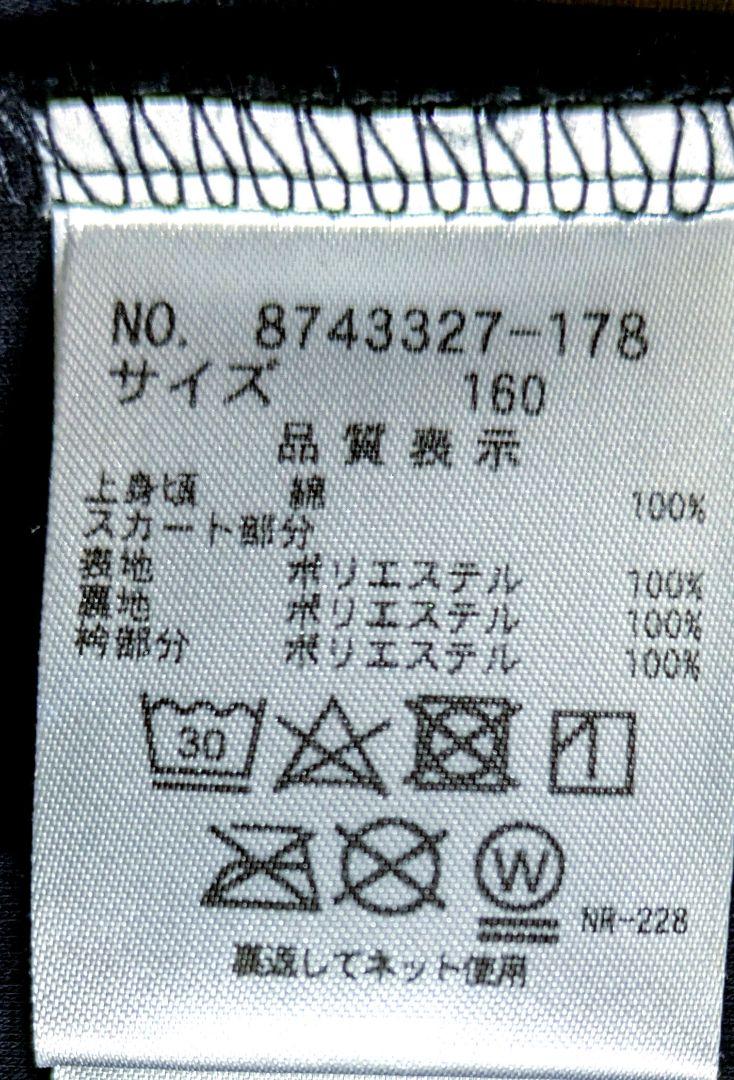 NO. 8743327-178
サイズ 160
品質表示
上身頃 綿 100%
スカート部分
表地 ポリエステル 100%
裏地 ポリエステル 100%
衿部分 ポリエステル 100%
30
W NR-228
裏返してネット使用